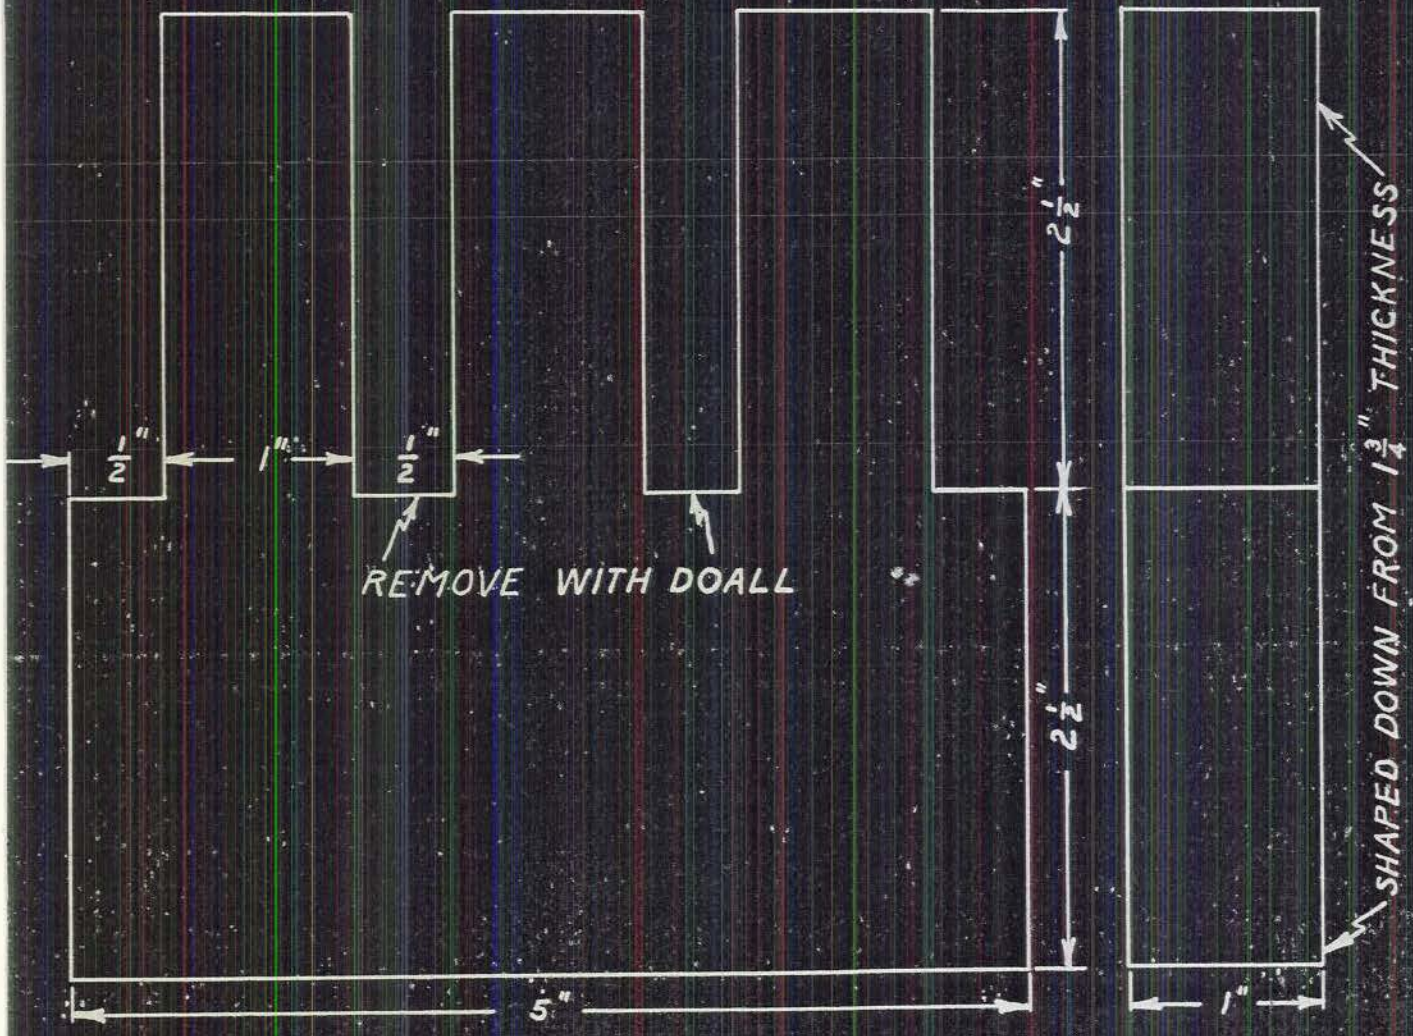 2 1/2"
1/2" 1" 1/2"
REMOVE WITH DOALL
2 1/2"
SHAPED DOWN FROM 1 3/4" THICKNESS
5"
1"